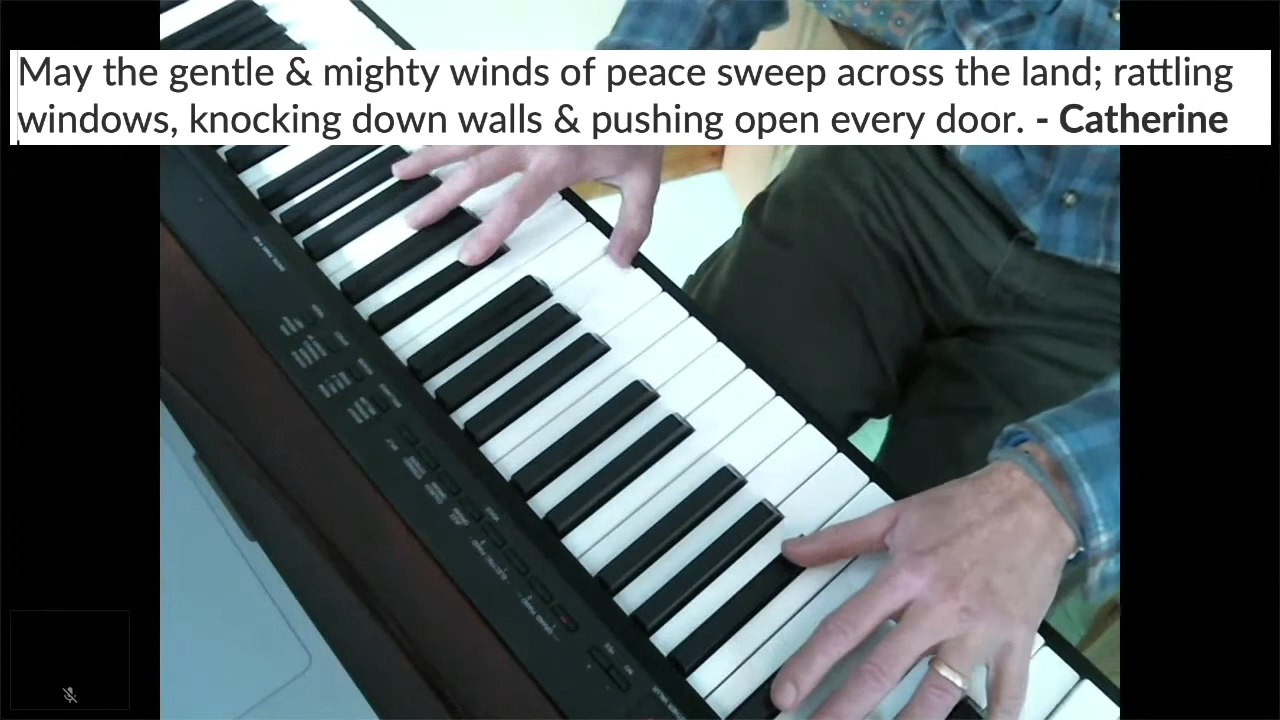 May the gentle & mighty winds of peace sweep across the land; rattling
windows, knocking down walls & pushing open every door. - Catherine